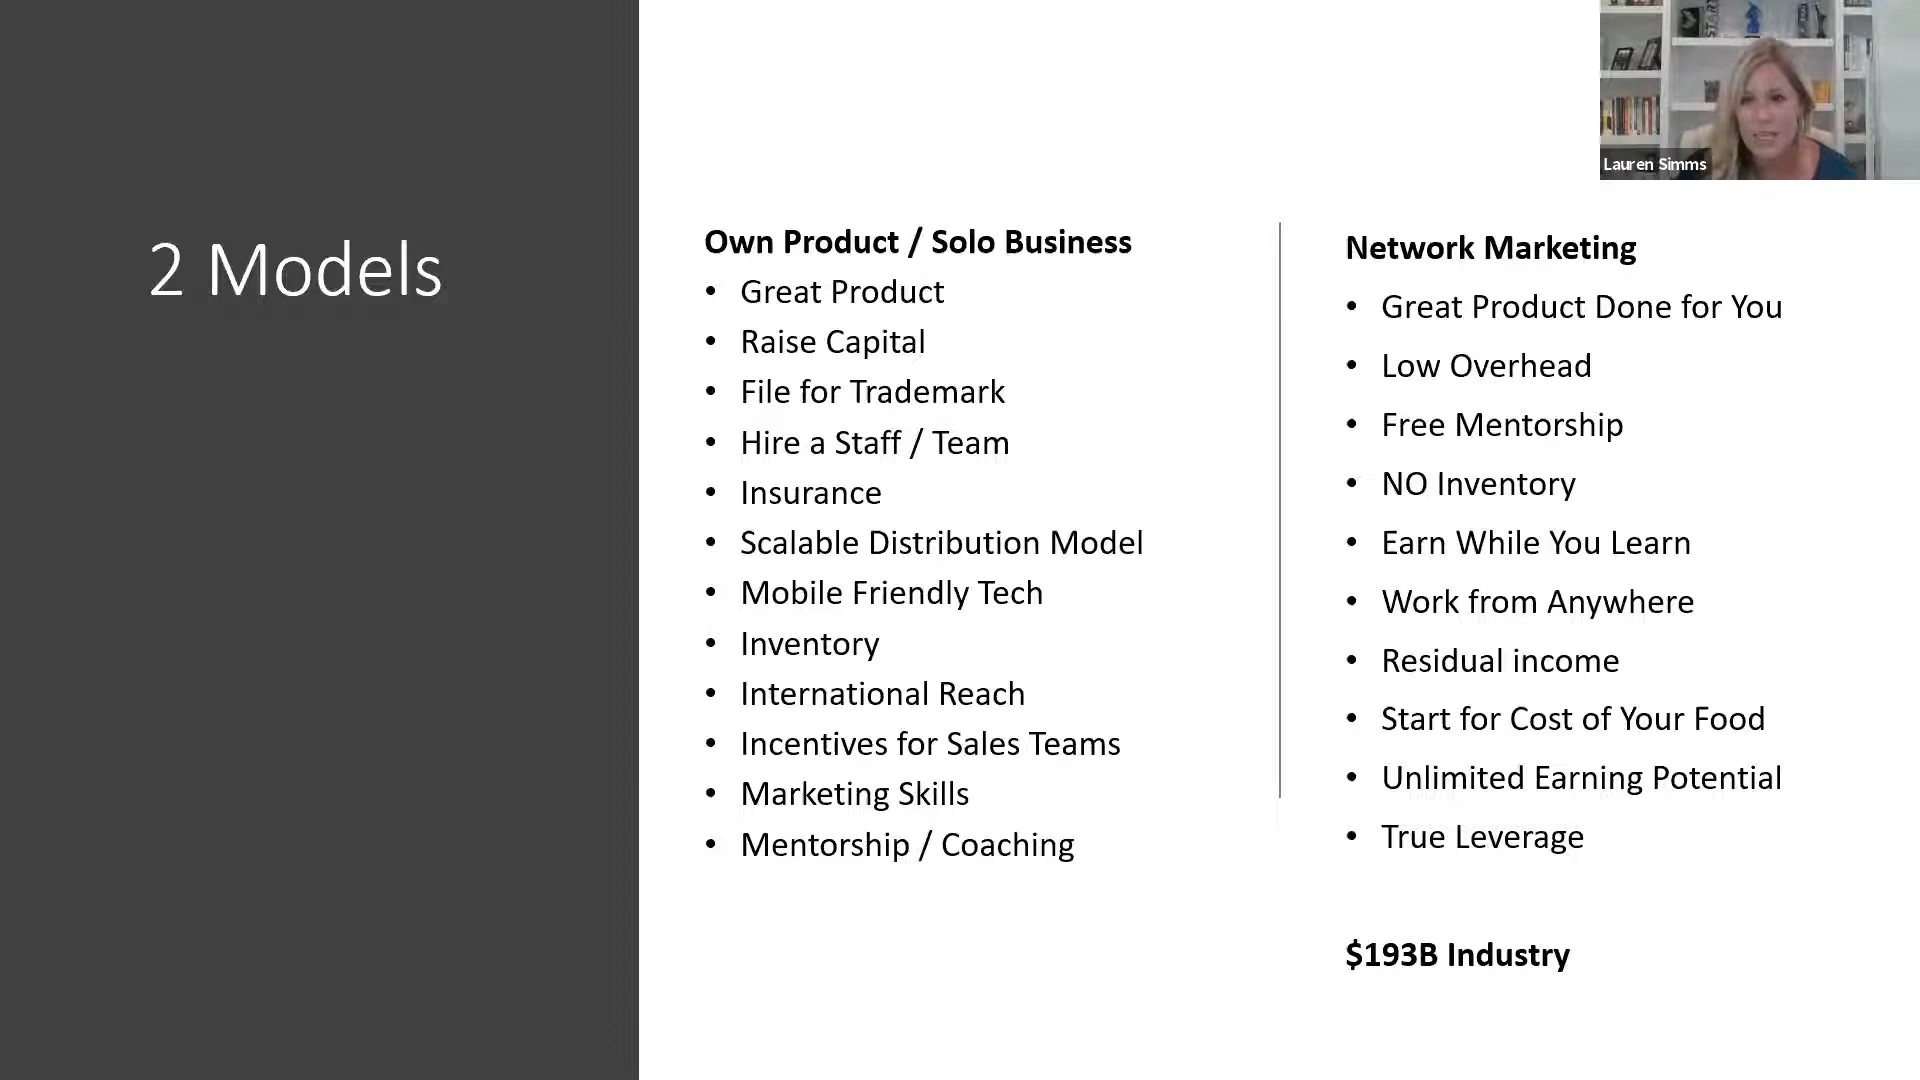 2 Models
Own Product / Solo Business
• Great Product
• Raise Capital
• File for Trademark
• Hire a Staff / Team
• Insurance
• Scalable Distribution Model
• Mobile Friendly Tech
• Inventory
• International Reach
• Incentives for Sales Teams
• Marketing Skills
• Mentorship / Coaching
Network Marketing
• Great Product Done for You
• Low Overhead
• Free Mentorship
• NO Inventory
• Earn While You Learn
• Work from Anywhere
• Residual income
• Start for Cost of Your Food
• Unlimited Earning Potential
• True Leverage
$193B Industry
Lauren Simms